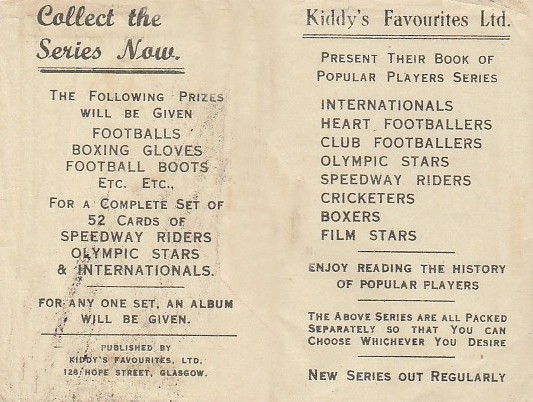 Collect the
Series Now.
THE FOLLOWING PRIZES
WILL BE GIVEN
FOOTBALLS
BOXING GLOVES
FOOTBALL BOOTS
ETC. ETC.,
FOR A COMPLETE SET OF
52 CARDS OF
SPEEDWAY RIDERS
OLYMPIC STARS
& INTERNATIONALS.
FOR ANY ONE SET, AN ALBUM
WILL BE GIVEN.
PUBLISHED BY
KIDDY'S FAVOURITES, LTD.
128, HOPE STREET, GLASGOW.
Kiddy's Favourites Ltd.
PRESENT THEIR BOOK OF
POPULAR PLAYERS SERIES
INTERNATIONALS
HEART FOOTBALLERS
CLUB FOOTBALLERS
OLYMPIC STARS
SPEEDWAY RIDERS
CRICKETERS
BOXERS
FILM STARS
ENJOY READING THE HISTORY
OF POPULAR PLAYERS
THE ABOVE SERIES ARE ALL PACKED
SEPARATELY SO THAT YOU CAN
CHOOSE WHICHEVER YOU DESIRE
NEW SERIES OUT REGULARLY